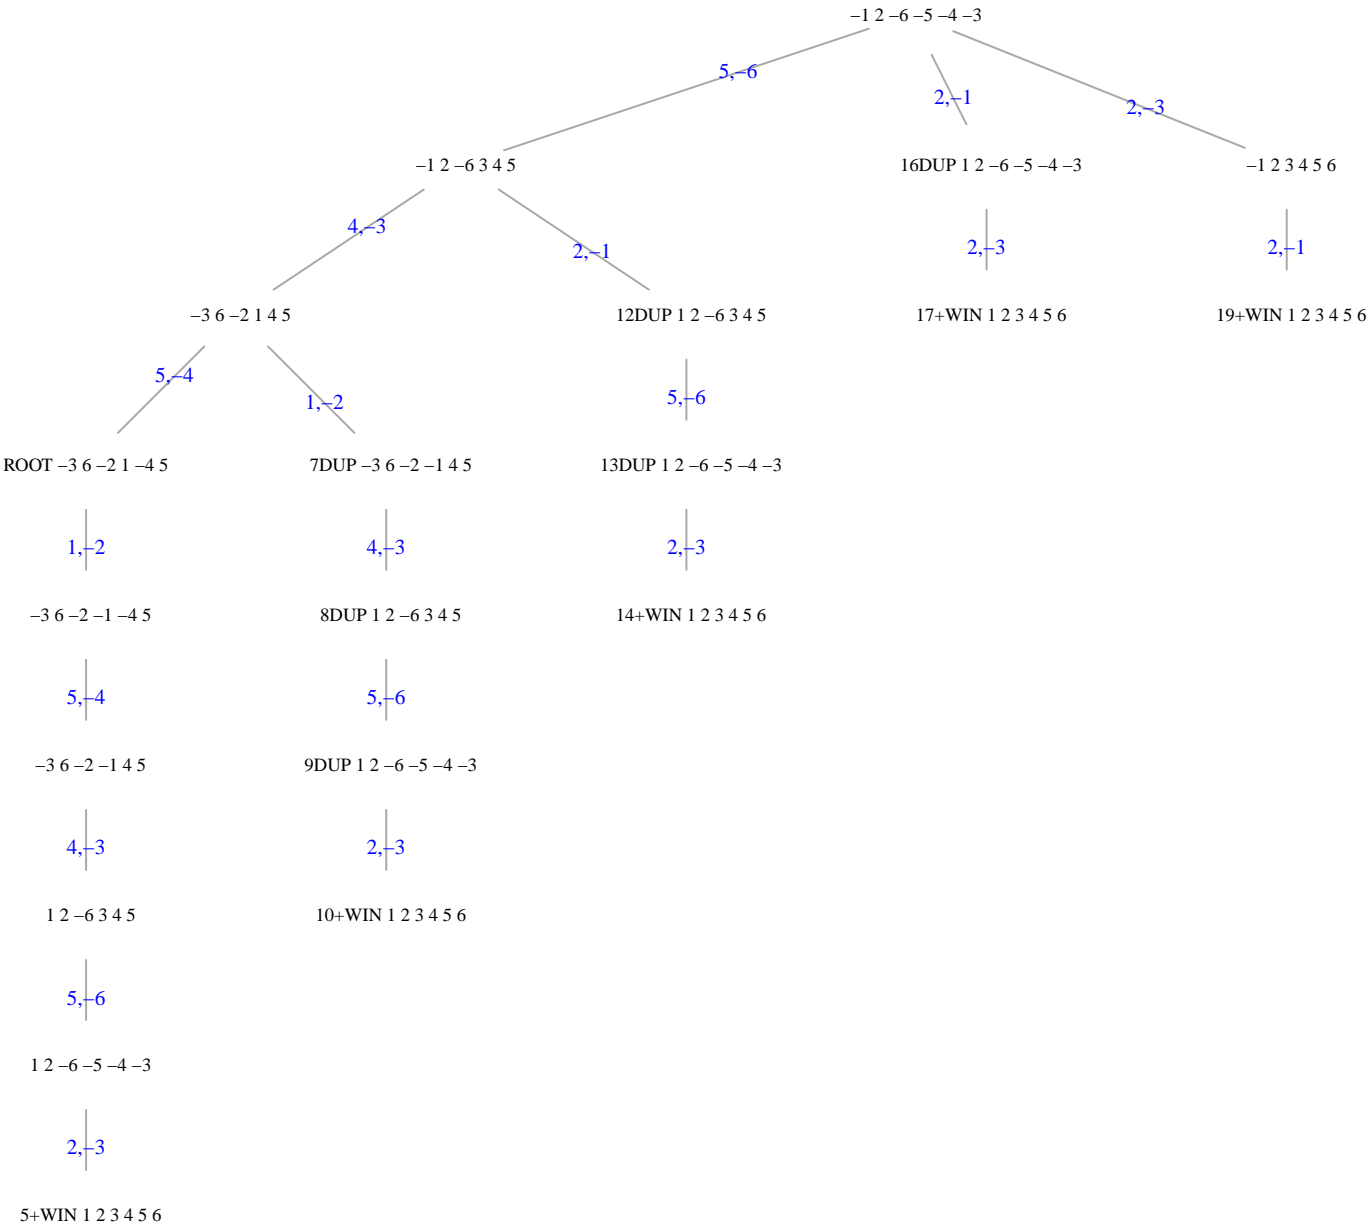 –1 2 –6 –5 –4 –3
5,–6
2,–1
2,–3
–1 2 –6 3 4 5
16DUP 1 2 –6 –5 –4 –3
–1 2 3 4 5 6
4,–3
2,–1
2,–3
2,–1
–3 6 –2 1 4 5
12DUP 1 2 –6 3 4 5
17+WIN 1 2 3 4 5 6
19+WIN 1 2 3 4 5 6
5,–4
1,–2
5,–6
ROOT –3 6 –2 1 –4 5
7DUP –3 6 –2 –1 4 5
13DUP 1 2 –6 –5 –4 –3
1,–2
4,–3
2,–3
–3 6 –2 –1 –4 5
8DUP 1 2 –6 3 4 5
14+WIN 1 2 3 4 5 6
5,–4
5,–6
–3 6 –2 –1 4 5
9DUP 1 2 –6 –5 –4 –3
4,–3
2,–3
1 2 –6 3 4 5
10+WIN 1 2 3 4 5 6
5,–6
1 2 –6 –5 –4 –3
2,–3
5+WIN 1 2 3 4 5 6